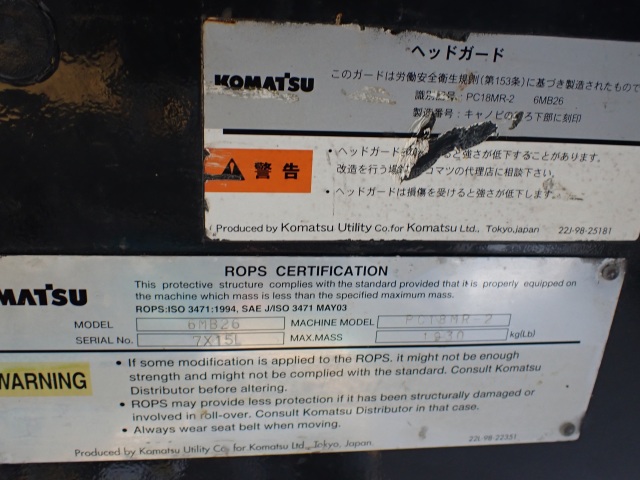 ヘッドガード
KOMATSU
このガードは労働安全衛生規則(第153条)に基づき製造されたもので
識別記号: PC18MR-2 6MB26
製造番号: キャノピ 下部に刻印
・ヘッドガード ると強さが低下することがあります。
改造を行う場 コマツの代理店に相談下さい。
警告
・ヘッドガードは損傷を受けると強さが低下します。
Produced by Komatsu Utility Co.for Komatsu Ltd., Tokyo,japan 22J-98-25181
ROPS CERTIFICATION
MATSU
This protective structure complies with the standard provided that it is properly equipped on
the machine which mass is less than the specified maximum mass.
ROPS:ISO 3471:1994, SAE J/ISO 3471 MAY03
MODEL 6MB26 MACHINE MODEL PC18MR-2
SERIAL No. 7X15L MAX.MASS 1930 kg(Lb)
WARNING
• If some modification is applied to the ROPS. it might not be enough
strength and might not be complied with the standard. Consult Komatsu
Distributor before altering.
• ROPS may provide less protection if it has been structurally damaged or
involved in roll-over. Consult Komatsu Distributor in that case.
• Always wear seat belt when moving.
Produced by Komatsu Utility Co, for Komatsu Ltd., Tokyo, Japan. 22L-98-22351